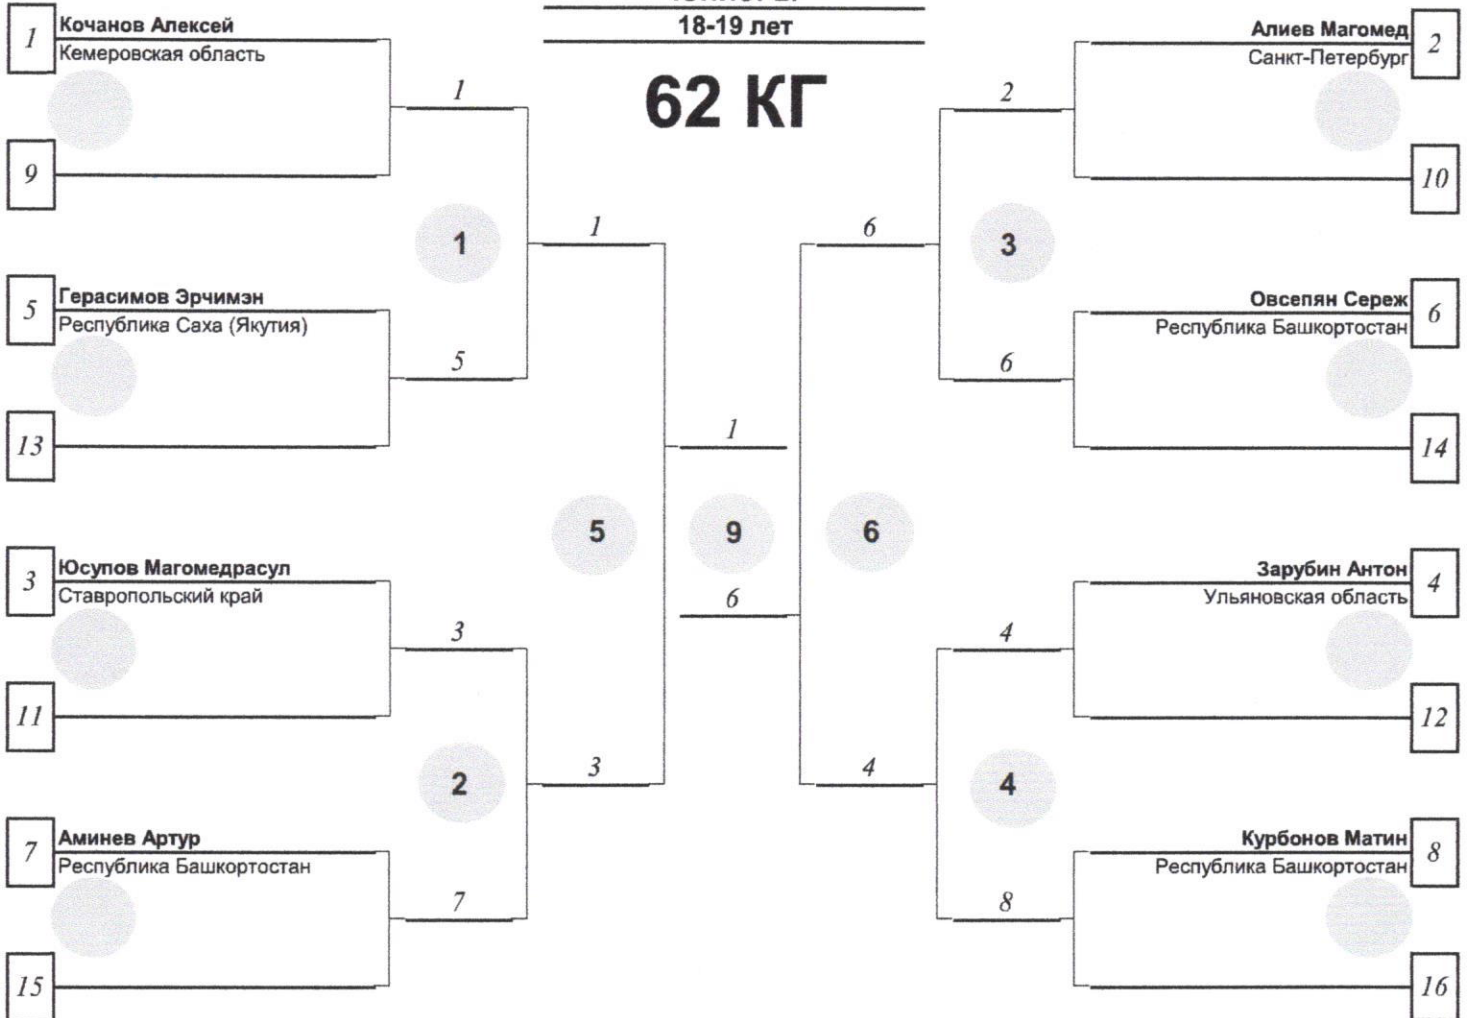 18-19 лет
62 КГ
1
Кочанов Алексей
Кемеровская область
1
9
1
1
5
Герасимов Эрчимэн
Республика Саха (Якутия)
5
13
3
Юсупов Магомедрасул
Ставропольский край
3
11
2
3
7
Аминев Артур
Республика Башкортостан
7
15
5
1
9
6
6
Алиев Магомед
2
Санкт-Петербург
2
10
6
3
Овсепян Сереж
6
Республика Башкортостан
6
14
Зарубин Антон
4
Ульяновская область
4
12
4
4
Курбонов Матин
8
Республика Башкортостан
8
16